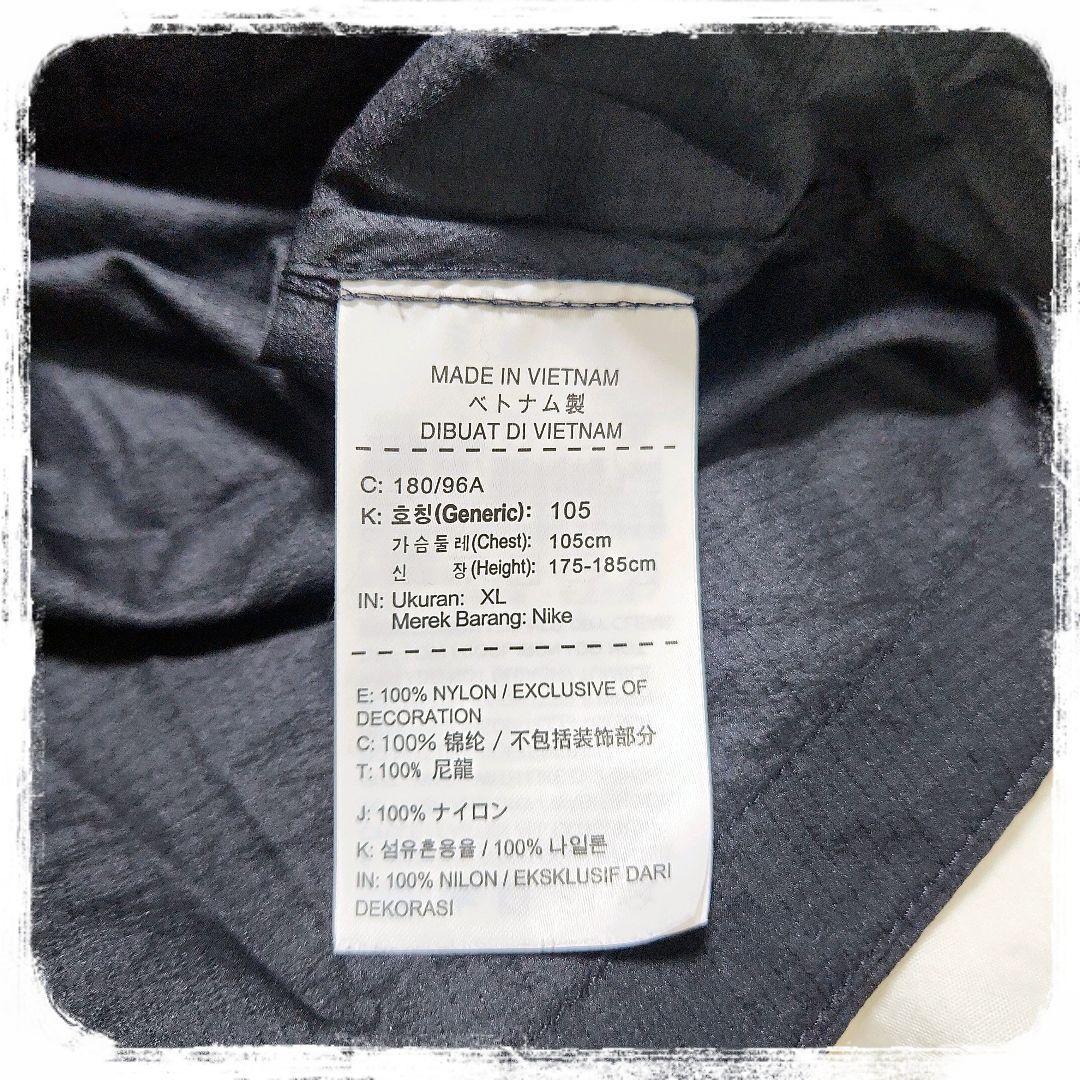 MADE IN VIETNAM
ベトナム製
DIBUAT DI VIETNAM
C: 180/96A
K: 호칭(Generic): 105
가슴둘레(Chest): 105cm
신 장(Height): 175-185cm
IN: Ukuran: XL
Merek Barang: Nike
E: 100% NYLON / EXCLUSIVE OF
DECORATION
C: 100% 锦纶 / 不包括装饰部分
T: 100% 尼龍
J: 100% ナイロン
K: 섬유혼용율 / 100% 나일론
IN: 100% NILON / EKSKLUSIF DARI
DEKORASI